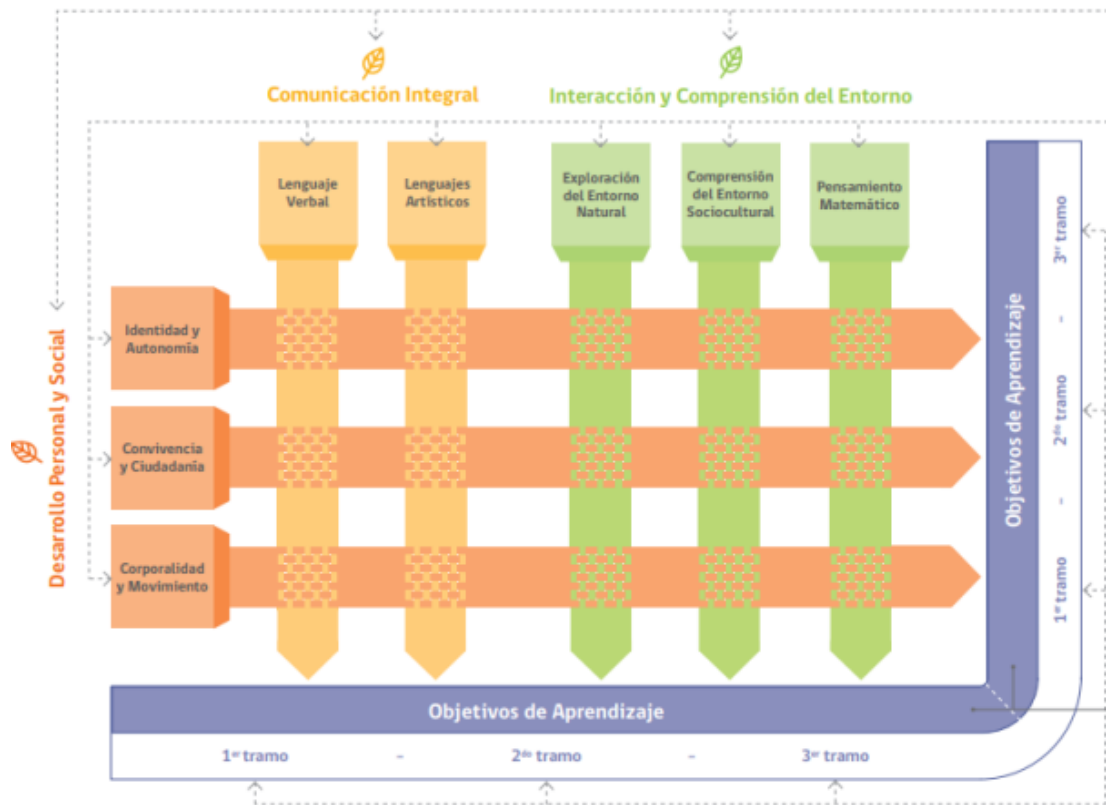 Comunicación Integral
Interacción y Comprensión del Entorno
Lenguaje
Verbal
Lenguajes
Artísticos
Exploración
del Entorno
Natural
Comprensión
del Entorno
Sociocultural
Pensamiento
Matemático
Desarrollo Personal y Social
Identidad y
Autonomía
Convivencia
y Ciudadanía
Corporalidad
y Movimiento
Objetivos de Aprendizaje
1er tramo - 2do tramo - 3er tramo
Objetivos de Aprendizaje
1er tramo - 2do tramo - 3er tramo